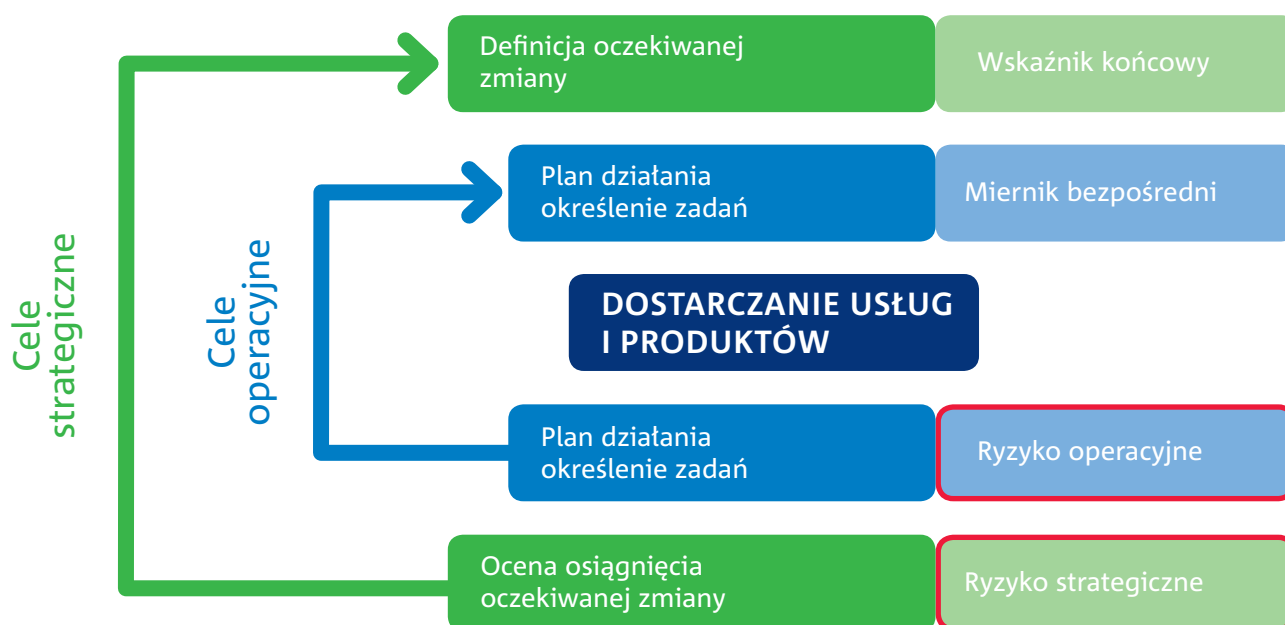 Definicja oczekiwanej
zmiany
Wskaźnik końcowy
Plan działania
określenie zadań
Miernik bezpośredni
Cele
strategiczne
Cele
operacyjne
DOSTARCZANIE USŁUG
I PRODUKTÓW
Plan działania
określenie zadań
Ryzyko operacyjne
Ocena osiągnięcia
oczekiwanej zmiany
Ryzyko strategiczne